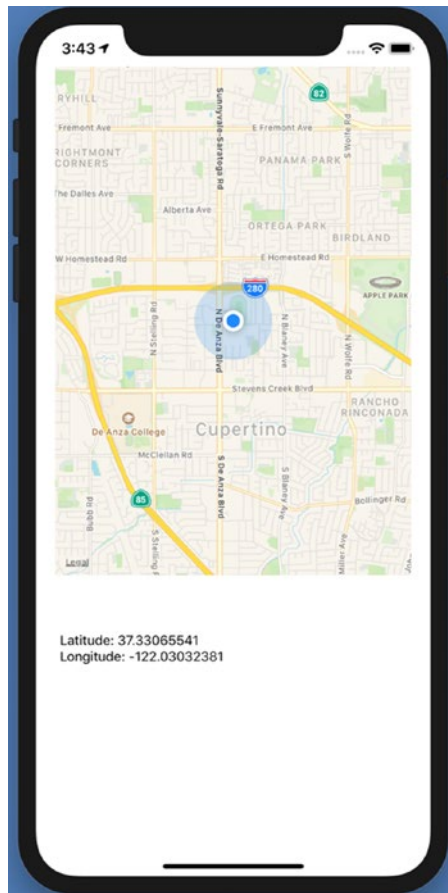 3:43
82
RYHILL
Sunnyvale-Saratoga Rd
S Wolfe Rd
E Fremont Ave
E Fremont Ave
RIGHTMONT
CORNERS
PANAMA PARK
The Dalles Ave
Alberta Ave
ORTEGA PARK
BIRDLAND
W Homestead Rd
E Homestead Rd
280
APPLE PARK
N Stelling Rd
N De Anza Blvd
N Blaney Ave
N Wolfe Rd
Stevens Creek Blvd
RANCHO
RINCONADA
De Anza College
Cupertino
McClellan Rd
S De Anza Blvd
S Blaney Ave
85
Bubb Rd
Bollinger Rd
S Stelling
Miller Ave
Legal
Latitude: 37.33065541
Longitude: -122.03032381